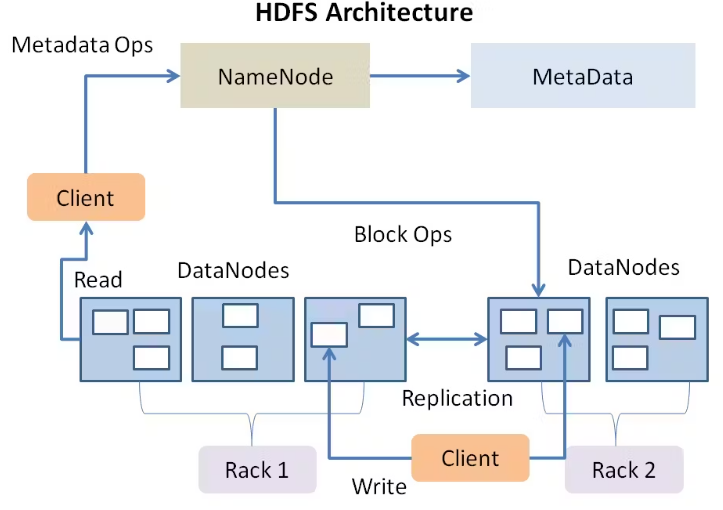 HDFS Architecture
Metadata Ops
NameNode
MetaData
Client
Block Ops
Read
DataNodes
DataNodes
Replication
Client
Rack 1
Rack 2
Write